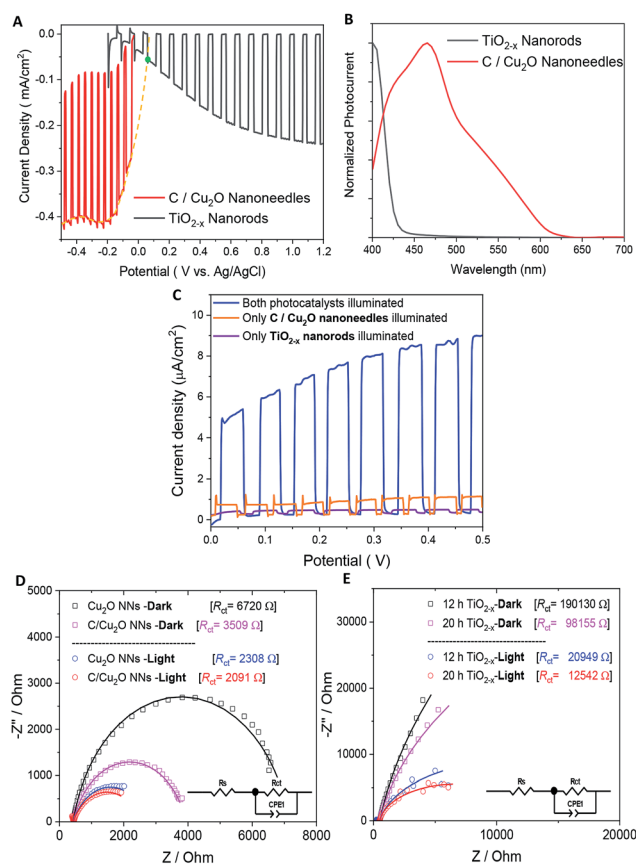 A
0.0
-0.1
-0.2
-0.3
-0.4
Current Density ( mA/cm2)
C / Cu2O Nanoneedles
TiO2-x Nanorods
-0.4 -0.2 0.0 0.2 0.4 0.6 0.8 1.0 1.2
Potential ( V vs. Ag/AgCl)
B
Normalized Photocurrent
TiO2-x Nanorods
C / Cu2O Nanoneedles
400 450 500 550 600 650 700
Wavelength (nm)
C
10
8
6
4
2
0
Current density (µA/cm2)
Both photocatalysts illuminated
Only C / Cu2O nanoneedles illuminated
Only TiO2-x nanorods illuminated
0.0 0.1 0.2 0.3 0.4 0.5
Potential ( V)
D
5000
4000
3000
2000
1000
0
-Z'' / Ohm
Cu2O NNs -Dark [Rct= 6720 Ω]
C/Cu2O NNs -Dark [Rct= 3509 Ω]
Cu2O NNs -Light [Rct= 2308 Ω]
C/Cu2O NNs -Light [Rct= 2091 Ω]
Rs Rct
CPE1
0 2000 4000 6000 8000
Z / Ohm
E
30000
20000
10000
0
-Z'' / Ohm
12 h TiO2-x-Dark [Rct= 190130 Ω]
20 h TiO2-x-Dark [Rct= 98155 Ω]
12 h TiO2-x-Light [Rct= 20949 Ω]
20 h TiO2-x-Light [Rct= 12542 Ω]
Rs Rct
CPE1
0 10000 20000
Z / Ohm